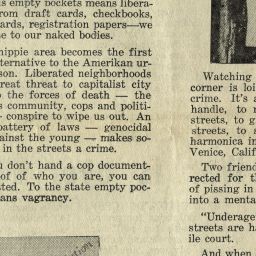 s empty pockets means libera-
rom draft cards, checkbooks,
ards, registration papers—we
e to our naked bodies.
hippie area becomes the first
ternative to the Amerikan ur-
son. Liberated neighborhoods
reat threat to capitalist city
o the forces of death — the
s community, cops and politi-
- conspire to wipe us out. An
battery of laws — genocidal
ainst the young — makes so-
in the streets a crime.
u don't hand a cop document-
of of who you are, you can
sted. To the state empty poc-
ans vagrancy.
Watching
corner is loi
crime. It's a
handle, to n
streets, to g
streets, to s
harmonica in
Venice, Calif
Two friend
rected for th
of pissing in
into a menta
"Underage
streets are ha
ile court.
And when